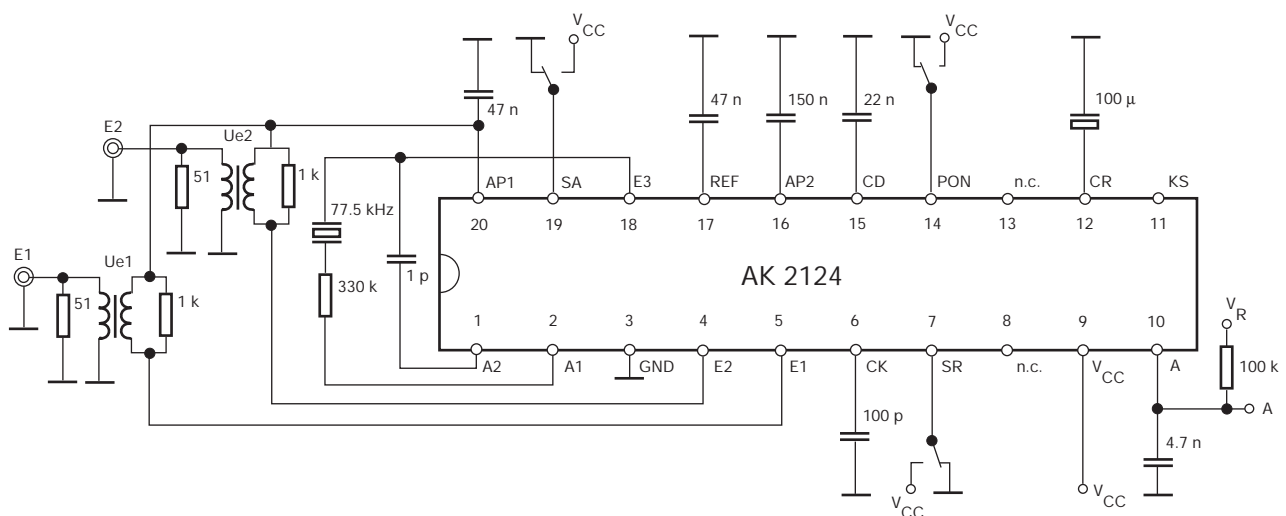 V CC
V CC
47 n
47 n
150 n
22 n
100 µ
E2
Ue2
51
1 k
AP1
SA
E3
REF
AP2
CD
PON
n.c.
CR
KS
77.5 kHz
20
19
18
17
16
15
14
13
12
11
E1
Ue1
51
1 k
330 k
1 p
AK 2124
1
2
3
4
5
6
7
8
9
10
V R
A2
A1
GND
E2
E1
CK
SR
n.c.
V CC
A
100 k
A
100 p
4.7 n
V CC
V CC